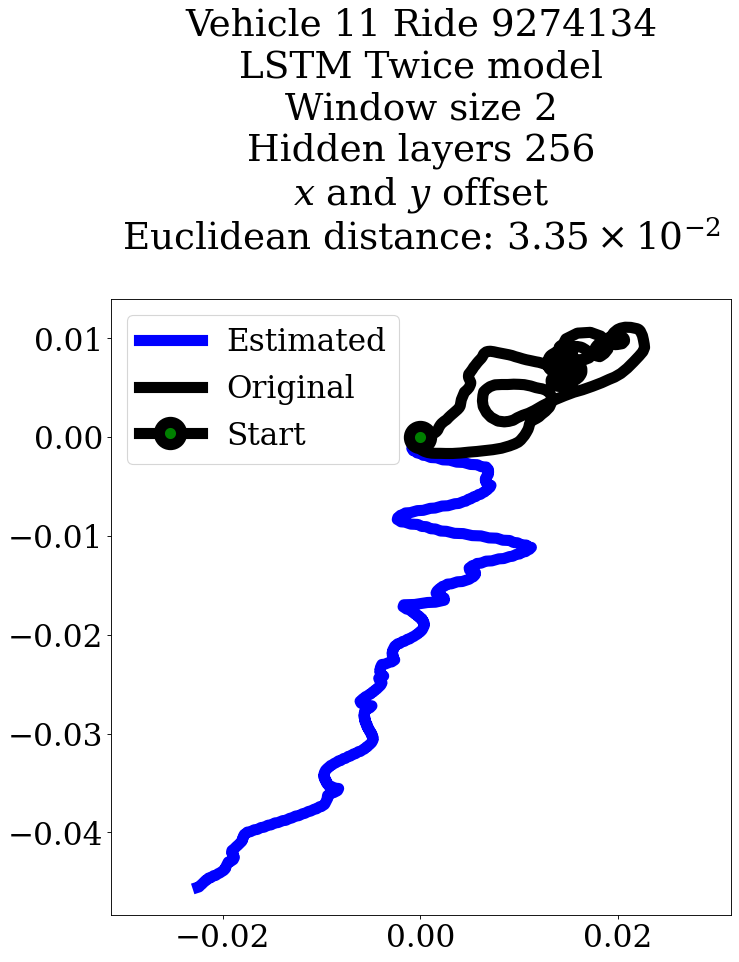 Vehicle 11 Ride 9274134
LSTM Twice model
Window size 2
Hidden layers 256
x and y offset
Euclidean distance: 3.35 × 10⁻²
Estimated
Original
Start
0.01
0.00
−0.01
−0.02
−0.03
−0.04
−0.02 0.00 0.02